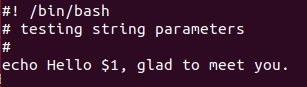 #! /bin/bash
# testing string parameters
#
echo Hello $1, glad to meet you.